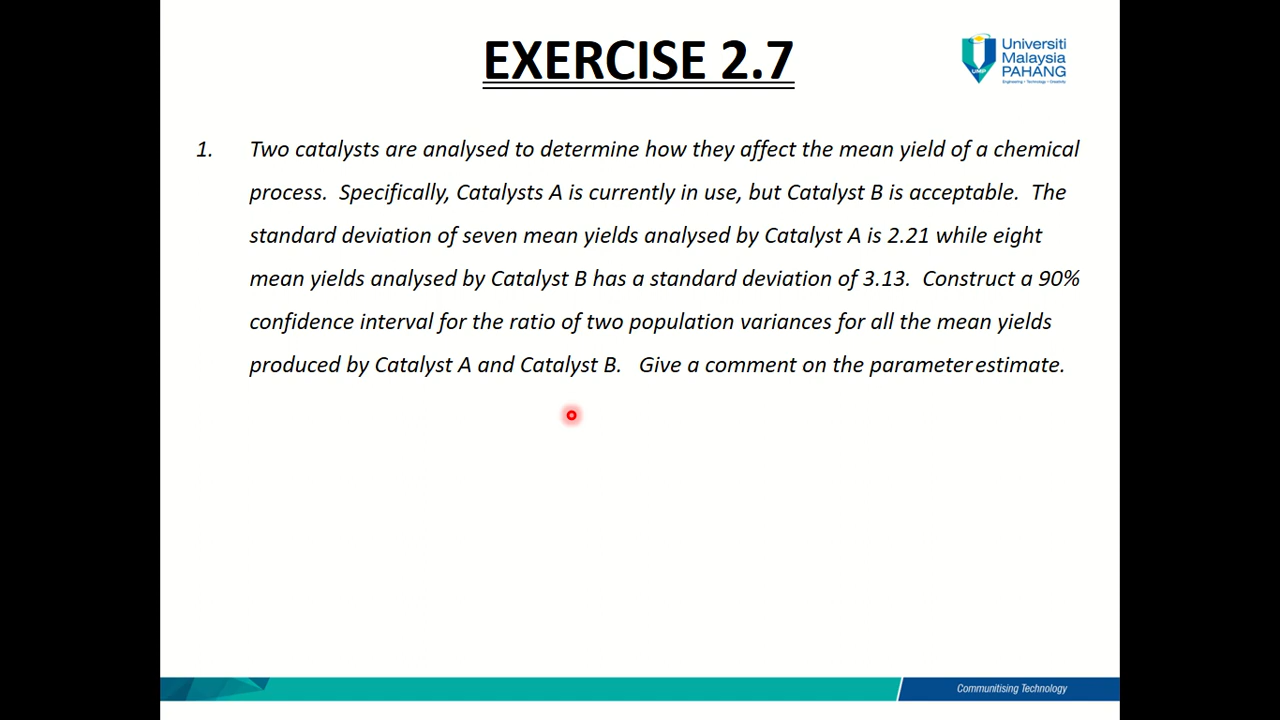 EXERCISE 2.7
Universiti
Malaysia
PAHANG
UMP
Engineering • Technology • Creativity
1. Two catalysts are analysed to determine how they affect the mean yield of a chemical
process. Specifically, Catalysts A is currently in use, but Catalyst B is acceptable. The
standard deviation of seven mean yields analysed by Catalyst A is 2.21 while eight
mean yields analysed by Catalyst B has a standard deviation of 3.13. Construct a 90%
confidence interval for the ratio of two population variances for all the mean yields
produced by Catalyst A and Catalyst B. Give a comment on the parameter estimate.
Communitising Technology